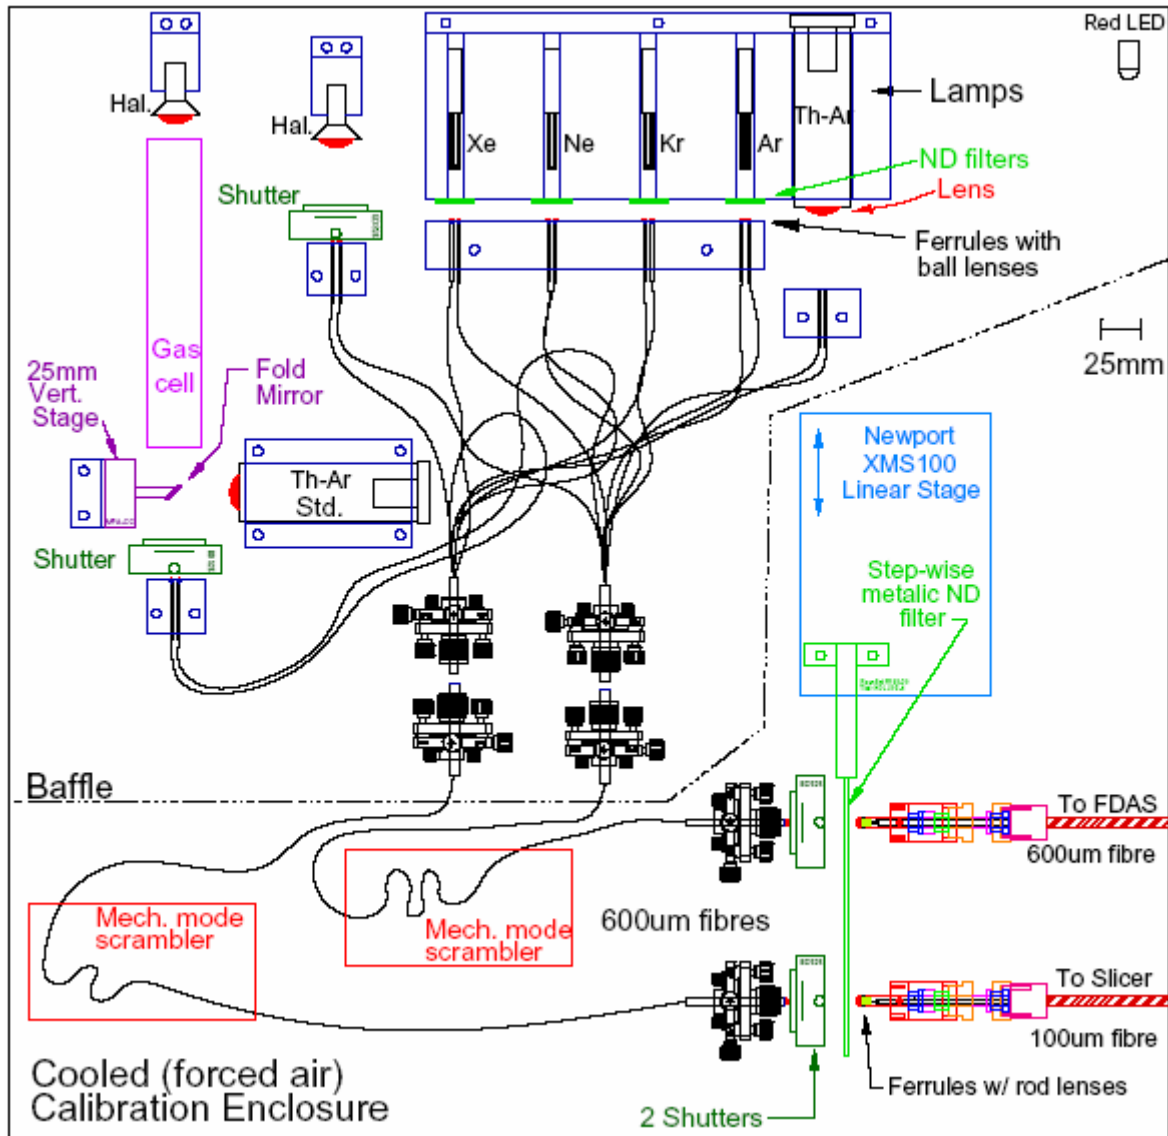 Red LED
Hal.
Hal.
Xe
Ne
Kr
Ar
Th-Ar
Lamps
ND filters
Lens
Shutter
Ferrules with
ball lenses
25mm
Gas
cell
25mm
Vert.
Stage
Fold
Mirror
Th-Ar
Std.
Newport
XMS100
Linear Stage
Shutter
Step-wise
metalic ND
filter
Baffle
To FDAS
600um fibre
Mech. mode
scrambler
Mech. mode
scrambler
600um fibres
To Slicer
100um fibre
Cooled (forced air)
Calibration Enclosure
Ferrules w/ rod lenses
2 Shutters